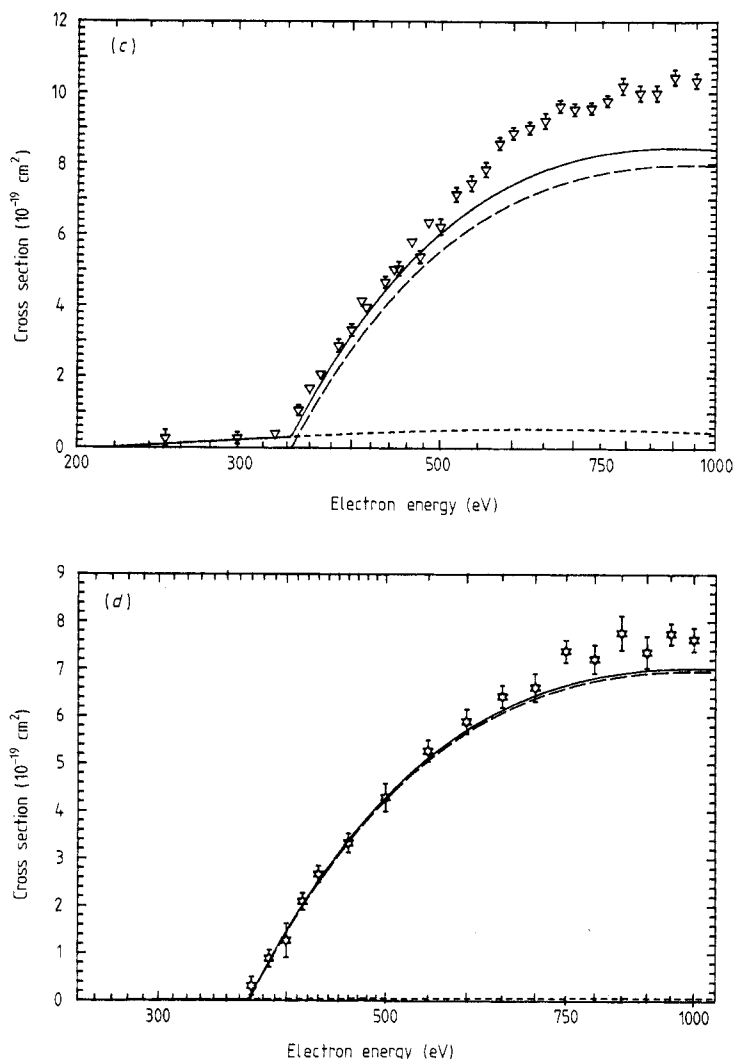 12
(c)
10
8
6
4
2
0
Cross section (10⁻¹⁹ cm²)
200 300 500 750 1000
Electron energy (eV)
9
(d)
8
7
6
5
4
3
2
1
0
Cross section (10⁻¹⁹ cm²)
300 500 750 1000
Electron energy (eV)